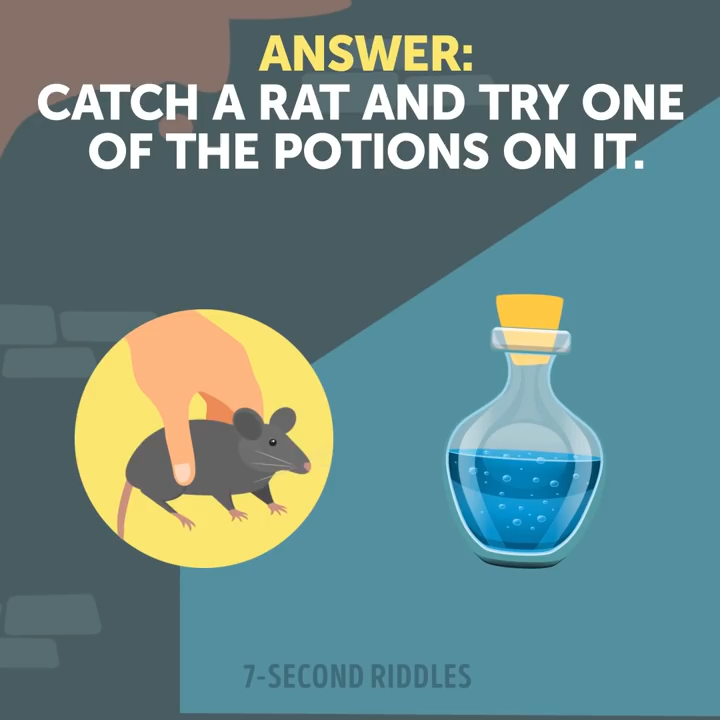 ANSWER:
CATCH A RAT AND TRY ONE
OF THE POTIONS ON IT.
7-SECOND RIDDLES